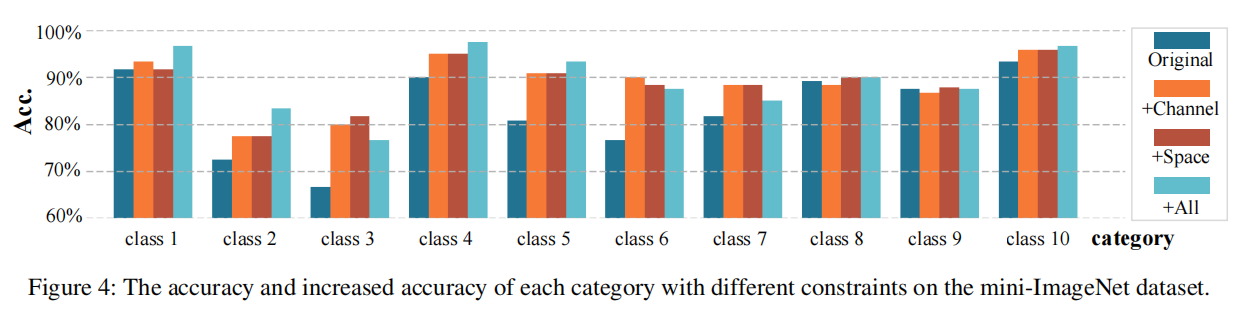 100%
90%
80%
70%
60%
Acc.
class 1
class 2
class 3
class 4
class 5
class 6
class 7
class 8
class 9
class 10
category
Original
+Channel
+Space
+All
Figure 4: The accuracy and increased accuracy of each category with different constraints on the mini-ImageNet dataset.